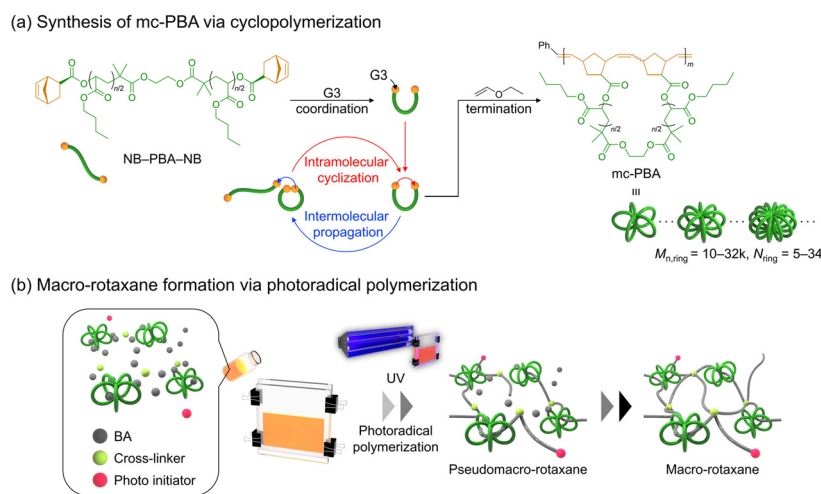 (a) Synthesis of mc-PBA via cyclopolymerization
O
O
O
n/2
O
O
O
O
O
O
n/2
O
O
O
NB–PBA–NB
G3
coordination
G3
Intramolecular
cyclization
Intermolecular
propagation
O
termination
Ph
m
O
O
O
O
n/2
n/2
O
O
O
O
O
O
O
O
mc-PBA
=
Mn,ring = 10–32k, Nring = 5–34
(b) Macro-rotaxane formation via photoradical polymerization
BA
Cross-linker
Photo initiator
UV
Photoradical
polymerization
Pseudomacro-rotaxane
Macro-rotaxane